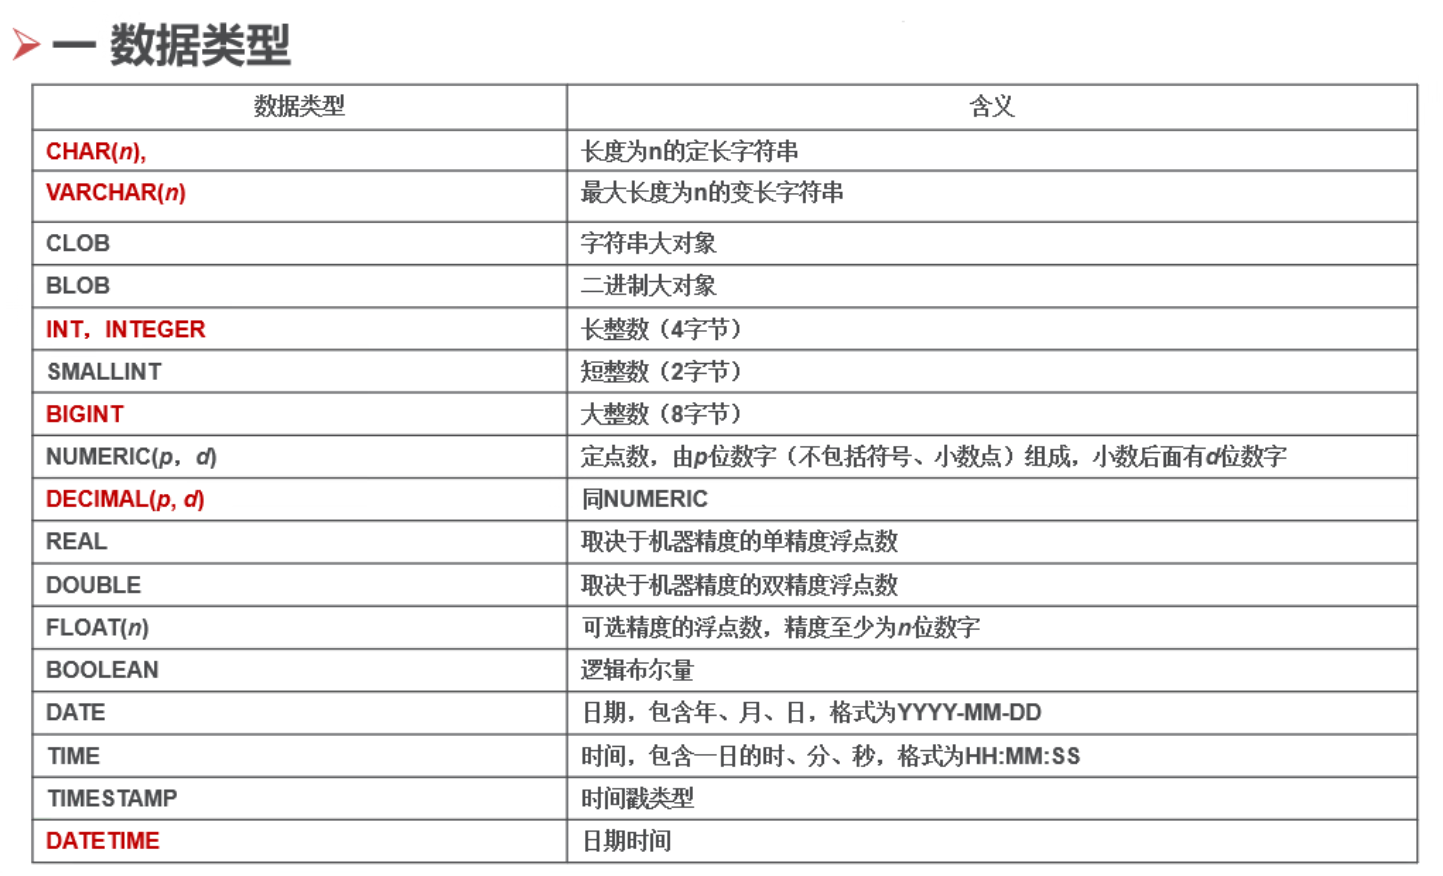 一 数据类型
数据类型 含义
CHAR(n), 长度为n的定长字符串
VARCHAR(n) 最大长度为n的变长字符串
CLOB 字符串大对象
BLOB 二进制大对象
INT，INTEGER 长整数（4字节）
SMALLINT 短整数（2字节）
BIGINT 大整数（8字节）
NUMERIC(p，d) 定点数，由p位数字（不包括符号、小数点）组成，小数后面有d位数字
DECIMAL(p, d) 同NUMERIC
REAL 取决于机器精度的单精度浮点数
DOUBLE 取决于机器精度的双精度浮点数
FLOAT(n) 可选精度的浮点数，精度至少为n位数字
BOOLEAN 逻辑布尔量
DATE 日期，包含年、月、日，格式为YYYY-MM-DD
TIME 时间，包含一日的时、分、秒，格式为HH:MM:SS
TIMESTAMP 时间戳类型
DATETIME 日期时间